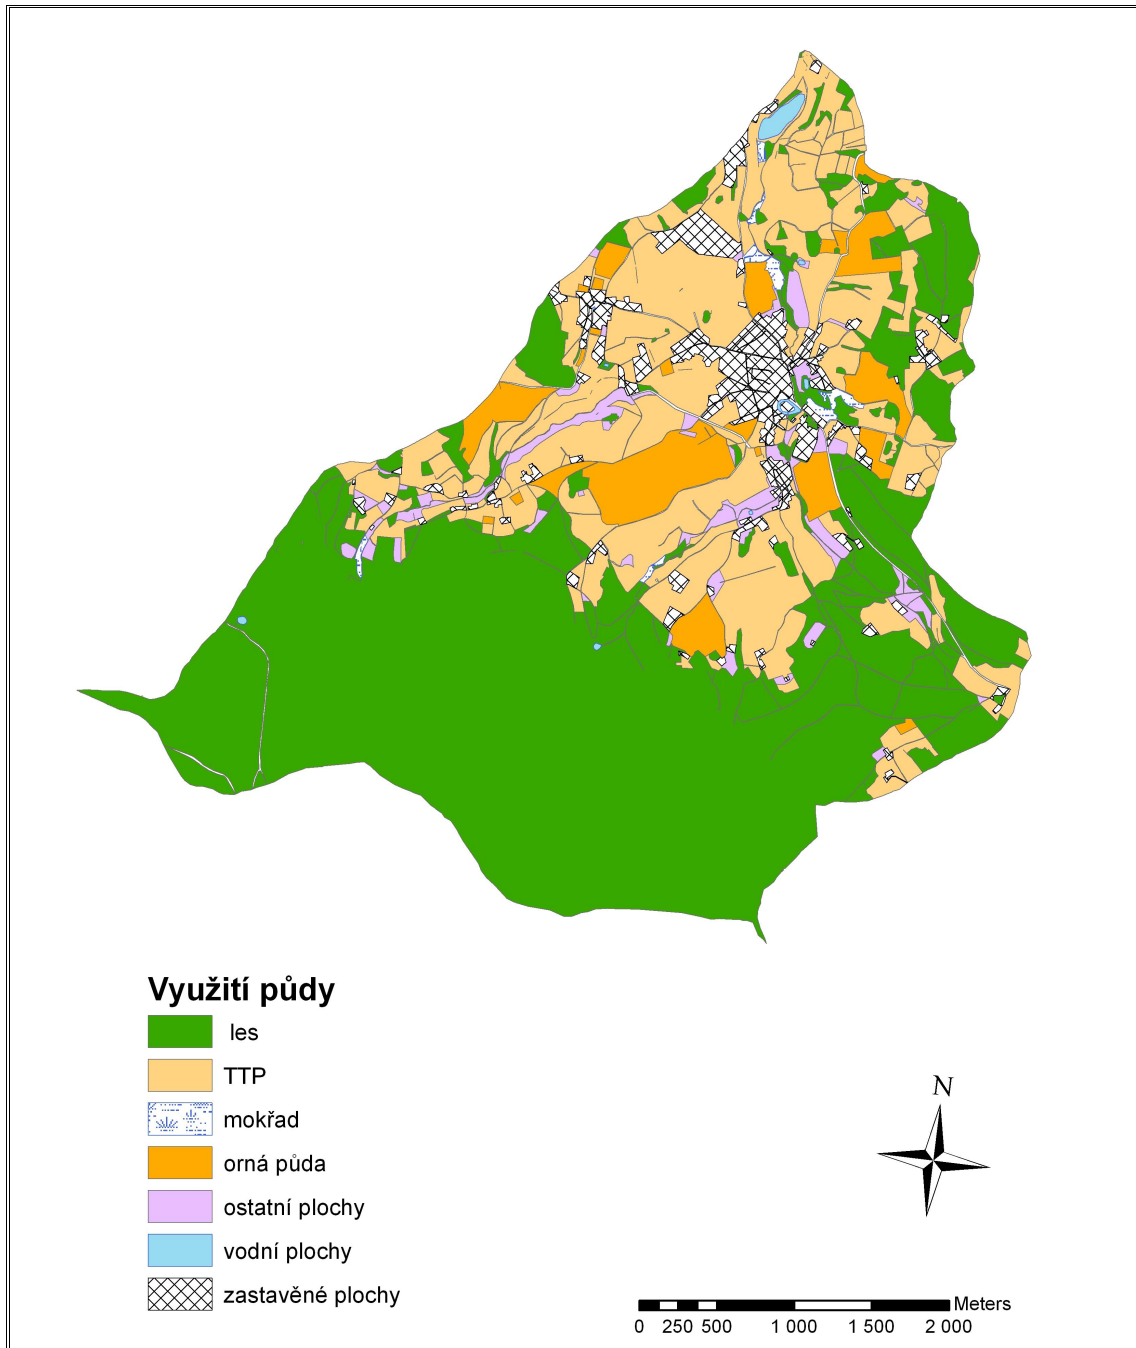 Využití půdy
les
TTP
mokřad
orná půda
ostatní plochy
vodní plochy
zastavěné plochy
N
Meters
0 250 500 1 000 1 500 2 000